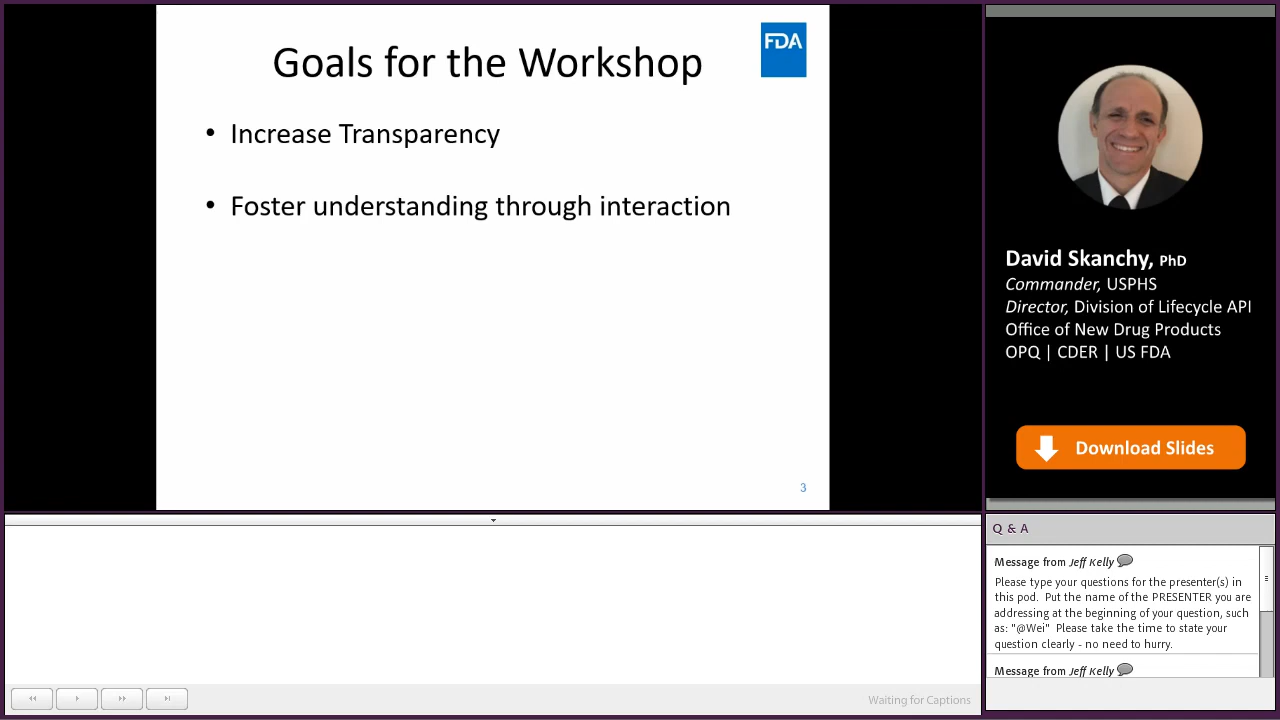 Goals for the Workshop
FDA
• Increase Transparency
• Foster understanding through interaction
3
David Skanchy, PhD
Commander, USPHS
Director, Division of Lifecycle API
Office of New Drug Products
OPQ | CDER | US FDA
Download Slides
Q & A
Message from Jeff Kelly
Please type your questions for the presenter(s) in
this pod. Put the name of the PRESENTER you are
addressing at the beginning of your question, such
as: "@Wei" Please take the time to state your
question clearly - no need to hurry.
Message from Jeff Kelly
Waiting for Captions